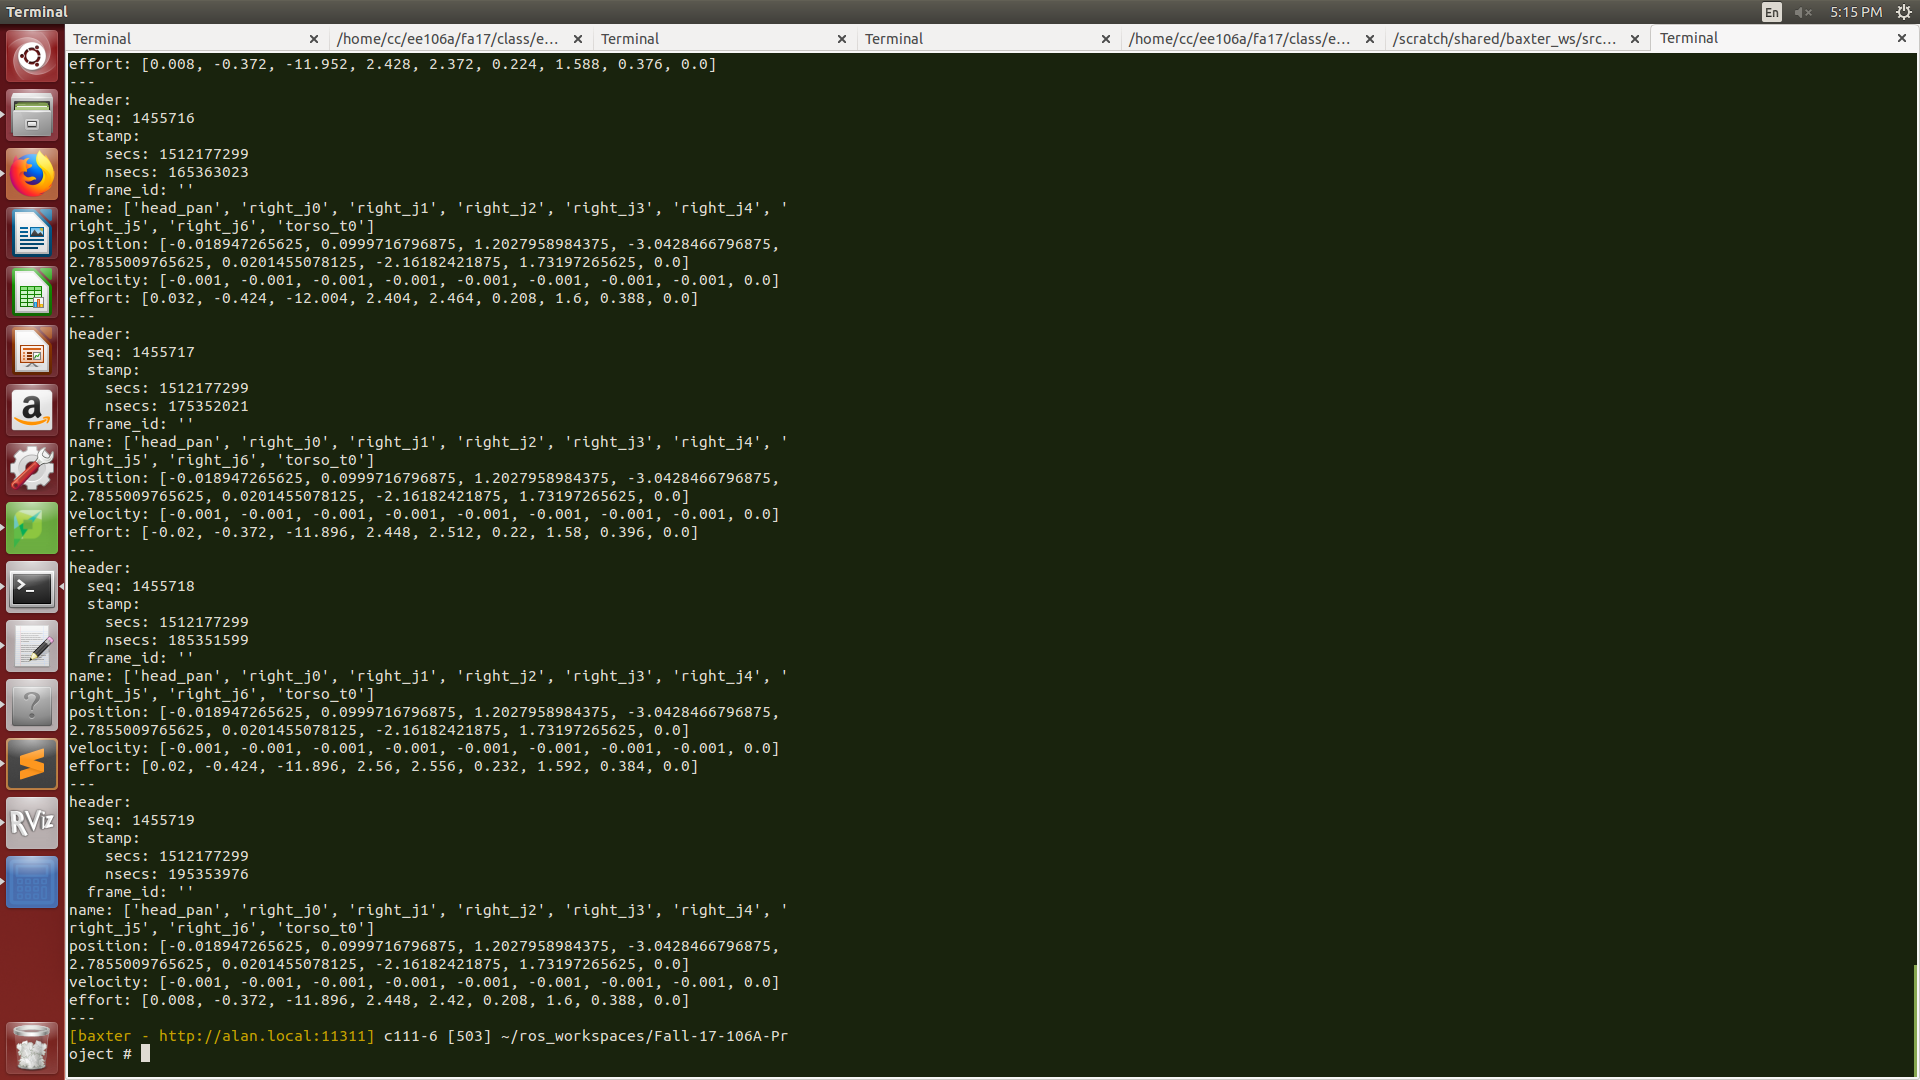 Terminal
En
5:15 PM
Terminal
/home/cc/ee106a/fa17/class/e...
Terminal
Terminal
/home/cc/ee106a/fa17/class/e...
/scratch/shared/baxter_ws/src...
Terminal
effort: [0.008, -0.372, -11.952, 2.428, 2.372, 0.224, 1.588, 0.376, 0.0]
---
header:
  seq: 1455716
  stamp:
    secs: 1512177299
    nsecs: 165363023
  frame_id: ''
name: ['head_pan', 'right_j0', 'right_j1', 'right_j2', 'right_j3', 'right_j4', '
right_j5', 'right_j6', 'torso_t0']
position: [-0.018947265625, 0.0999716796875, 1.2027958984375, -3.0428466796875,
2.7855009765625, 0.0201455078125, -2.16182421875, 1.73197265625, 0.0]
velocity: [-0.001, -0.001, -0.001, -0.001, -0.001, -0.001, -0.001, -0.001, 0.0]
effort: [0.032, -0.424, -12.004, 2.404, 2.464, 0.208, 1.6, 0.388, 0.0]
---
header:
  seq: 1455717
  stamp:
    secs: 1512177299
    nsecs: 175352021
  frame_id: ''
name: ['head_pan', 'right_j0', 'right_j1', 'right_j2', 'right_j3', 'right_j4', '
right_j5', 'right_j6', 'torso_t0']
position: [-0.018947265625, 0.0999716796875, 1.2027958984375, -3.0428466796875,
2.7855009765625, 0.0201455078125, -2.16182421875, 1.73197265625, 0.0]
velocity: [-0.001, -0.001, -0.001, -0.001, -0.001, -0.001, -0.001, -0.001, 0.0]
effort: [-0.02, -0.372, -11.896, 2.448, 2.512, 0.22, 1.58, 0.396, 0.0]
---
header:
  seq: 1455718
  stamp:
    secs: 1512177299
    nsecs: 185351599
  frame_id: ''
name: ['head_pan', 'right_j0', 'right_j1', 'right_j2', 'right_j3', 'right_j4', '
right_j5', 'right_j6', 'torso_t0']
position: [-0.018947265625, 0.0999716796875, 1.2027958984375, -3.0428466796875,
2.7855009765625, 0.0201455078125, -2.16182421875, 1.73197265625, 0.0]
velocity: [-0.001, -0.001, -0.001, -0.001, -0.001, -0.001, -0.001, -0.001, 0.0]
effort: [0.02, -0.424, -11.896, 2.56, 2.556, 0.232, 1.592, 0.384, 0.0]
---
header:
  seq: 1455719
  stamp:
    secs: 1512177299
    nsecs: 195353976
  frame_id: ''
name: ['head_pan', 'right_j0', 'right_j1', 'right_j2', 'right_j3', 'right_j4', '
right_j5', 'right_j6', 'torso_t0']
position: [-0.018947265625, 0.0999716796875, 1.2027958984375, -3.0428466796875,
2.7855009765625, 0.0201455078125, -2.16182421875, 1.73197265625, 0.0]
velocity: [-0.001, -0.001, -0.001, -0.001, -0.001, -0.001, -0.001, -0.001, 0.0]
effort: [0.008, -0.372, -11.896, 2.448, 2.42, 0.208, 1.6, 0.388, 0.0]
---
[baxter - http://alan.local:11311] c111-6 [503] ~/ros_workspaces/Fall-17-106A-Pr
oject #
a
>_
?
RViz